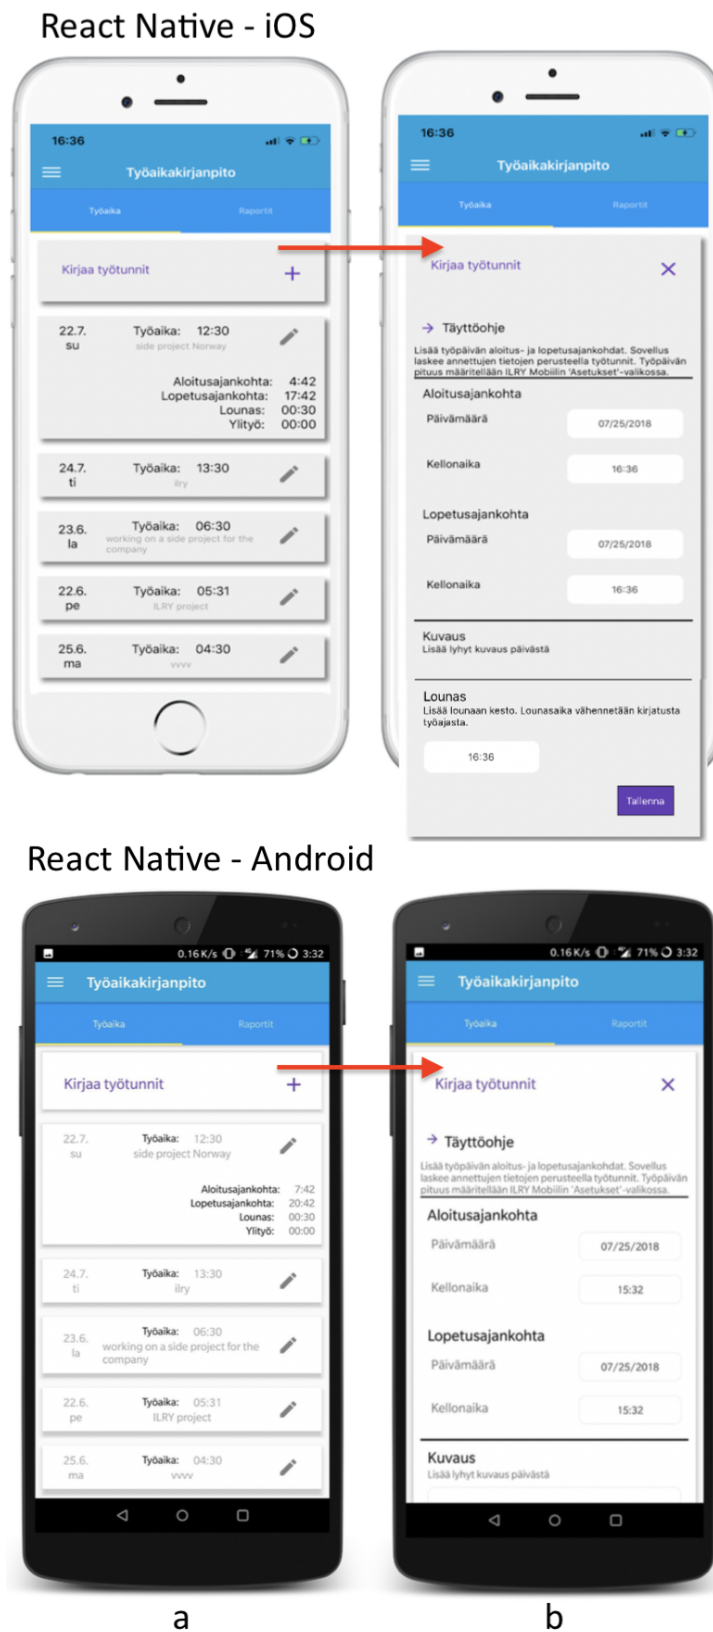 React Native - iOS
16:36
Työaikakirjanpito
Työaika Raportit
Kirjaa työtunnit +
22.7. Työaika: 12:30
su side project Norway
Aloitusajankohta: 4:42
Lopetusajankohta: 17:42
Lounas: 00:30
Ylityö: 00:00
24.7. Työaika: 13:30
ti ilry
23.6. Työaika: 06:30
la working on a side project for the
company
22.6. Työaika: 05:31
pe ILRY project
25.6. Työaika: 04:30
ma vvvv
16:36
Työaikakirjanpito
Työaika Raportit
Kirjaa työtunnit ×
→ Täyttöohje
Lisää työpäivän aloitus- ja lopetusajankohdat. Sovellus
laskee annettujen tietojen perusteella työtunnit. Työpäivän
pituus määritellään ILRY Mobiilin 'Asetukset'-valikossa.
Aloitusajankohta
Päivämäärä 07/25/2018
Kellonaika 16:36
Lopetusajankohta
Päivämäärä 07/25/2018
Kellonaika 16:36
Kuvaus
Lisää lyhyt kuvaus päivästä
Lounas
Lisää lounaan kesto. Lounasaika vähennetään kirjatusta
työajasta.
16:36
Tallenna
React Native - Android
0.16 K/s 4G 71% 3:32
Työaikakirjanpito
Työaika Raportit
Kirjaa työtunnit +
22.7. Työaika: 12:30
su side project Norway
Aloitusajankohta: 7:42
Lopetusajankohta: 20:42
Lounas: 00:30
Ylityö: 00:00
24.7. Työaika: 13:30
ti ilry
23.6. Työaika: 06:30
la working on a side project for the
company
22.6. Työaika: 05:31
pe ILRY project
25.6. Työaika: 04:30
ma vvvv
0.16 K/s 4G 71% 3:32
Työaikakirjanpito
Työaika Raportit
Kirjaa työtunnit ×
→ Täyttöohje
Lisää työpäivän aloitus- ja lopetusajankohdat. Sovellus
laskee annettujen tietojen perusteella työtunnit. Työpäivän
pituus määritellään ILRY Mobiilin 'Asetukset'-valikossa.
Aloitusajankohta
Päivämäärä 07/25/2018
Kellonaika 15:32
Lopetusajankohta
Päivämäärä 07/25/2018
Kellonaika 15:32
Kuvaus
Lisää lyhyt kuvaus päivästä
a b